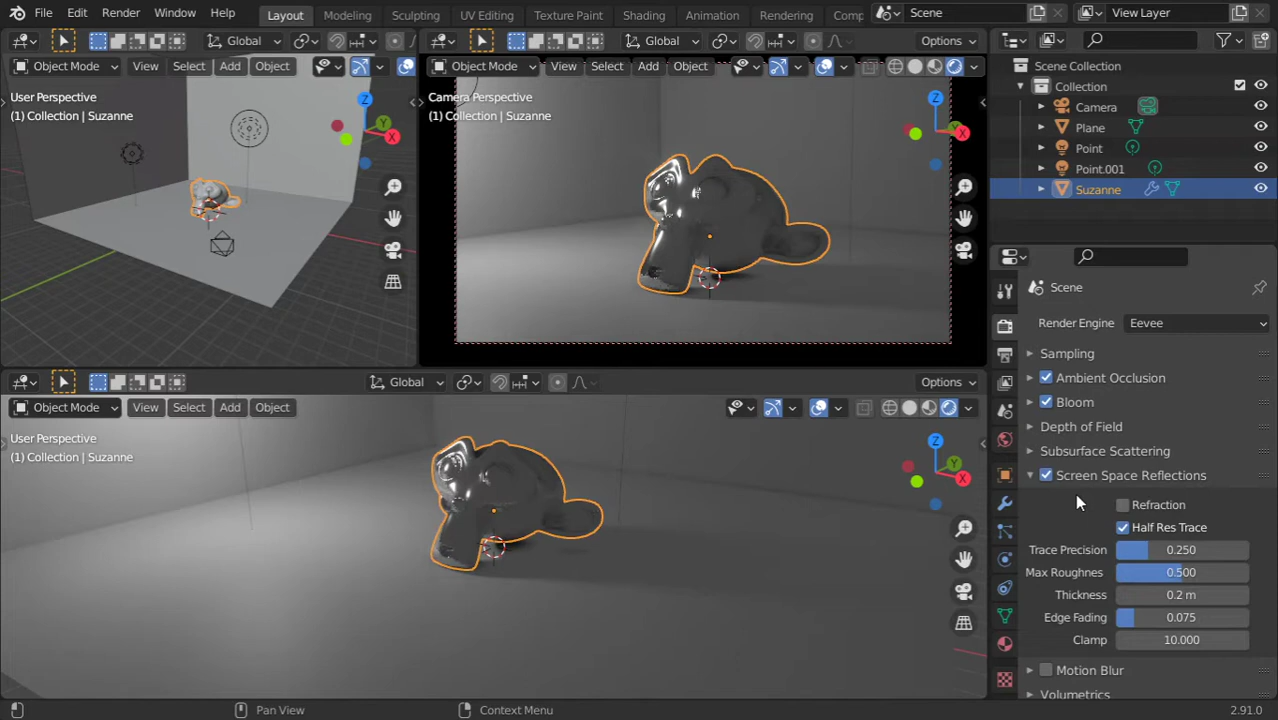 File Edit Render Window Help Layout Modeling Sculpting UV Editing Texture Paint Shading Animation Rendering Comp Scene View Layer
Global Global Options
Object Mode View Select Add Object Object Mode View Select Add Object
User Perspective
(1) Collection | Suzanne
Z
Y
X
Camera Perspective
(1) Collection | Suzanne
Z
X
Scene Collection
Collection
Camera
Plane
Point
Point.001
Suzanne
Scene
Render Engine Eevee
Sampling
Ambient Occlusion
Bloom
Depth of Field
Subsurface Scattering
Screen Space Reflections
Refraction
Half Res Trace
Trace Precision 0.250
Max Roughnes 0.500
Thickness 0.2 m
Edge Fading 0.075
Clamp 10.000
Motion Blur
Volumetrics
Global Options
Object Mode View Select Add Object
User Perspective
(1) Collection | Suzanne
Z
Y
X
Pan View Context Menu 2.91.0